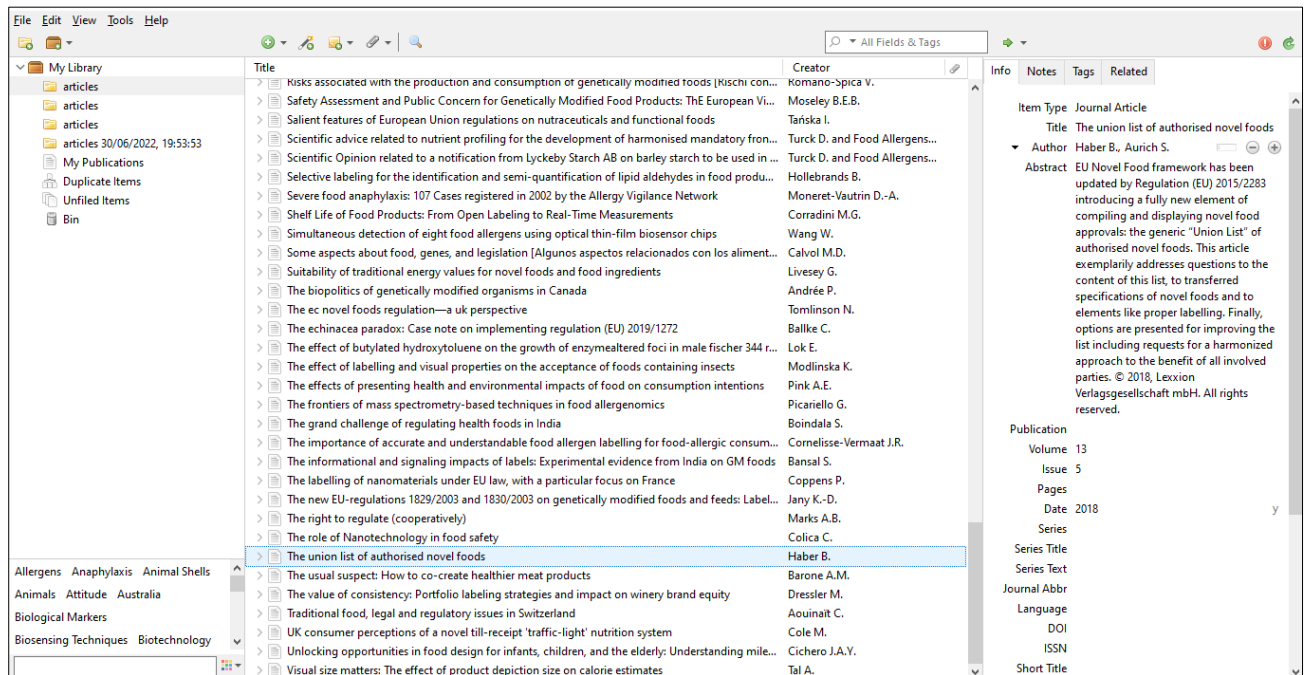 File Edit View Tools Help
All Fields & Tags
My Library
articles
articles
articles
articles 30/06/2022, 19:53:53
My Publications
Duplicate Items
Unfiled Items
Bin
Allergens Anaphylaxis Animal Shells
Animals Attitude Australia
Biological Markers
Biosensing Techniques Biotechnology
Title Creator
Risks associated with the production and consumption of genetically modified foods [Rischi con... Romano-Spica V.
Safety Assessment and Public Concern for Genetically Modified Food Products: ThE European Vi... Moseley B.E.B.
Salient features of European Union regulations on nutraceuticals and functional foods Tańska I.
Scientific advice related to nutrient profiling for the development of harmonised mandatory fron... Turck D. and Food Allergens...
Scientific Opinion related to a notification from Lyckeby Starch AB on barley starch to be used in ... Turck D. and Food Allergens...
Selective labeling for the identification and semi-quantification of lipid aldehydes in food produ... Hollebrands B.
Severe food anaphylaxis: 107 Cases registered in 2002 by the Allergy Vigilance Network Moneret-Vautrin D.-A.
Shelf Life of Food Products: From Open Labeling to Real-Time Measurements Corradini M.G.
Simultaneous detection of eight food allergens using optical thin-film biosensor chips Wang W.
Some aspects about food, genes, and legislation [Algunos aspectos relacionados con los aliment... Calvol M.D.
Suitability of traditional energy values for novel foods and food ingredients Livesey G.
The biopolitics of genetically modified organisms in Canada Andrée P.
The ec novel foods regulation—a uk perspective Tomlinson N.
The echinacea paradox: Case note on implementing regulation (EU) 2019/1272 Ballke C.
The effect of butylated hydroxytoluene on the growth of enzymealtered foci in male fischer 344 r... Lok E.
The effect of labelling and visual properties on the acceptance of foods containing insects Modlinska K.
The effects of presenting health and environmental impacts of food on consumption intentions Pink A.E.
The frontiers of mass spectrometry-based techniques in food allergenomics Picariello G.
The grand challenge of regulating health foods in India Boindala S.
The importance of accurate and understandable food allergen labelling for food-allergic consum... Cornelisse-Vermaat J.R.
The informational and signaling impacts of labels: Experimental evidence from India on GM foods Bansal S.
The labelling of nanomaterials under EU law, with a particular focus on France Coppens P.
The new EU-regulations 1829/2003 and 1830/2003 on genetically modified foods and feeds: Label... Jany K.-D.
The right to regulate (cooperatively) Marks A.B.
The role of Nanotechnology in food safety Colica C.
The union list of authorised novel foods Haber B.
The usual suspect: How to co-create healthier meat products Barone A.M.
The value of consistency: Portfolio labeling strategies and impact on winery brand equity Dressler M.
Traditional food, legal and regulatory issues in Switzerland Aouinaït C.
UK consumer perceptions of a novel till-receipt 'traffic-light' nutrition system Cole M.
Unlocking opportunities in food design for infants, children, and the elderly: Understanding mile... Cichero J.A.Y.
Visual size matters: The effect of product depiction size on calorie estimates Tal A.
Info Notes Tags Related
Item Type Journal Article
Title The union list of authorised novel foods
Author Haber B., Aurich S.
Abstract EU Novel Food framework has been
updated by Regulation (EU) 2015/2283
introducing a fully new element of
compiling and displaying novel food
approvals: the generic "Union List" of
authorised novel foods. This article
exemplarily addresses questions to the
content of this list, to transferred
specifications of novel foods and to
elements like proper labelling. Finally,
options are presented for improving the
list including requests for a harmonized
approach to the benefit of all involved
parties. © 2018, Lexxion
Verlagsgesellschaft mbH. All rights
reserved.
Publication
Volume 13
Issue 5
Pages
Date 2018 y
Series
Series Title
Series Text
Journal Abbr
Language
DOI
ISSN
Short Title